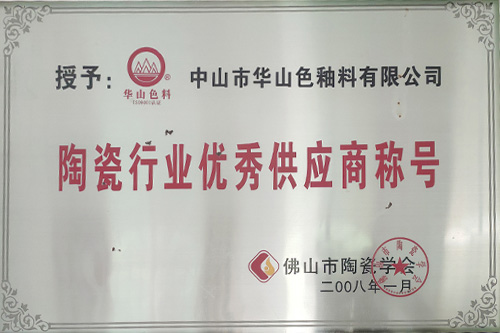 授予：
华山色料
®
中山市华山色釉料有限公司
陶瓷行业优秀供应商称号
佛山市陶瓷学会
二00八年一月